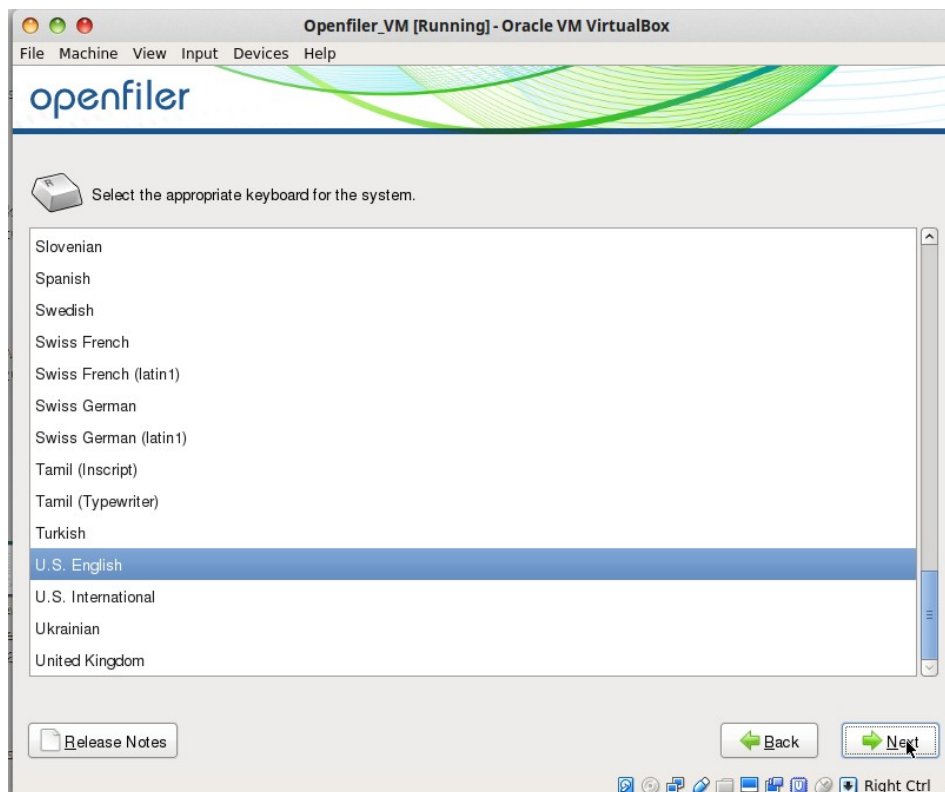 Openfiler_VM [Running] - Oracle VM VirtualBox
File Machine View Input Devices Help
openfiler
R
Select the appropriate keyboard for the system.
Slovenian
Spanish
Swedish
Swiss French
Swiss French (latin1)
Swiss German
Swiss German (latin1)
Tamil (Inscript)
Tamil (Typewriter)
Turkish
U.S. English
U.S. International
Ukrainian
United Kingdom
Release Notes Back Next
Right Ctrl